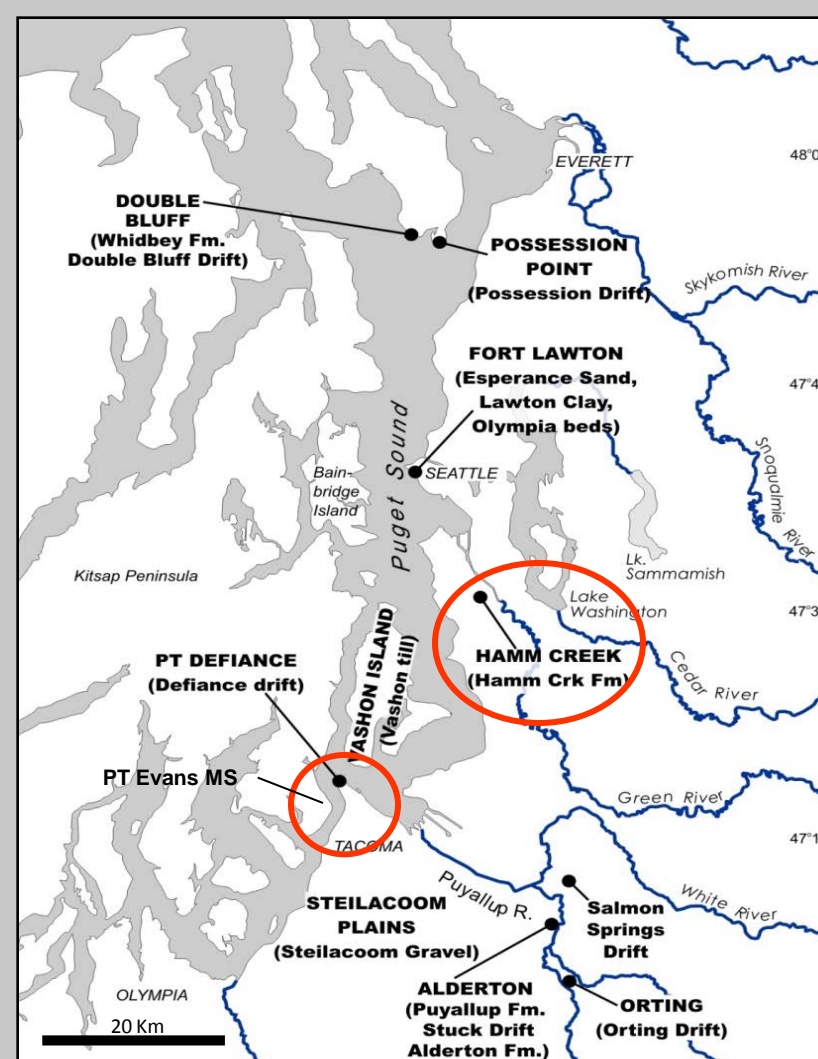 EVERETT
48°0
DOUBLE
BLUFF
(Whidbey Fm.
Double Bluff Drift)
POSSESSION
POINT
(Possession Drift)
Skykomish River
FORT LAWTON
(Esperance Sand,
Lawton Clay,
Olympia beds)
47°4
Puget Sound
SEATTLE
Bain-
bridge
Island
Snoqualmie River
Lk.
Sammamish
Kitsap Peninsula
Lake
Washington
47°3
HAMM CREEK
(Hamm Crk Fm)
PT DEFIANCE
(Defiance drift)
VASHON ISLAND
(Vashon till)
Cedar River
PT Evans MS
Green River
TACOMA
47°1
Puyallup R.
White River
STEILACOOM
PLAINS
(Steilacoom Gravel)
Salmon
Springs
Drift
ALDERTON
(Puyallup Fm.
Stuck Drift
Alderton Fm.)
ORTING
(Orting Drift)
OLYMPIA
20 Km